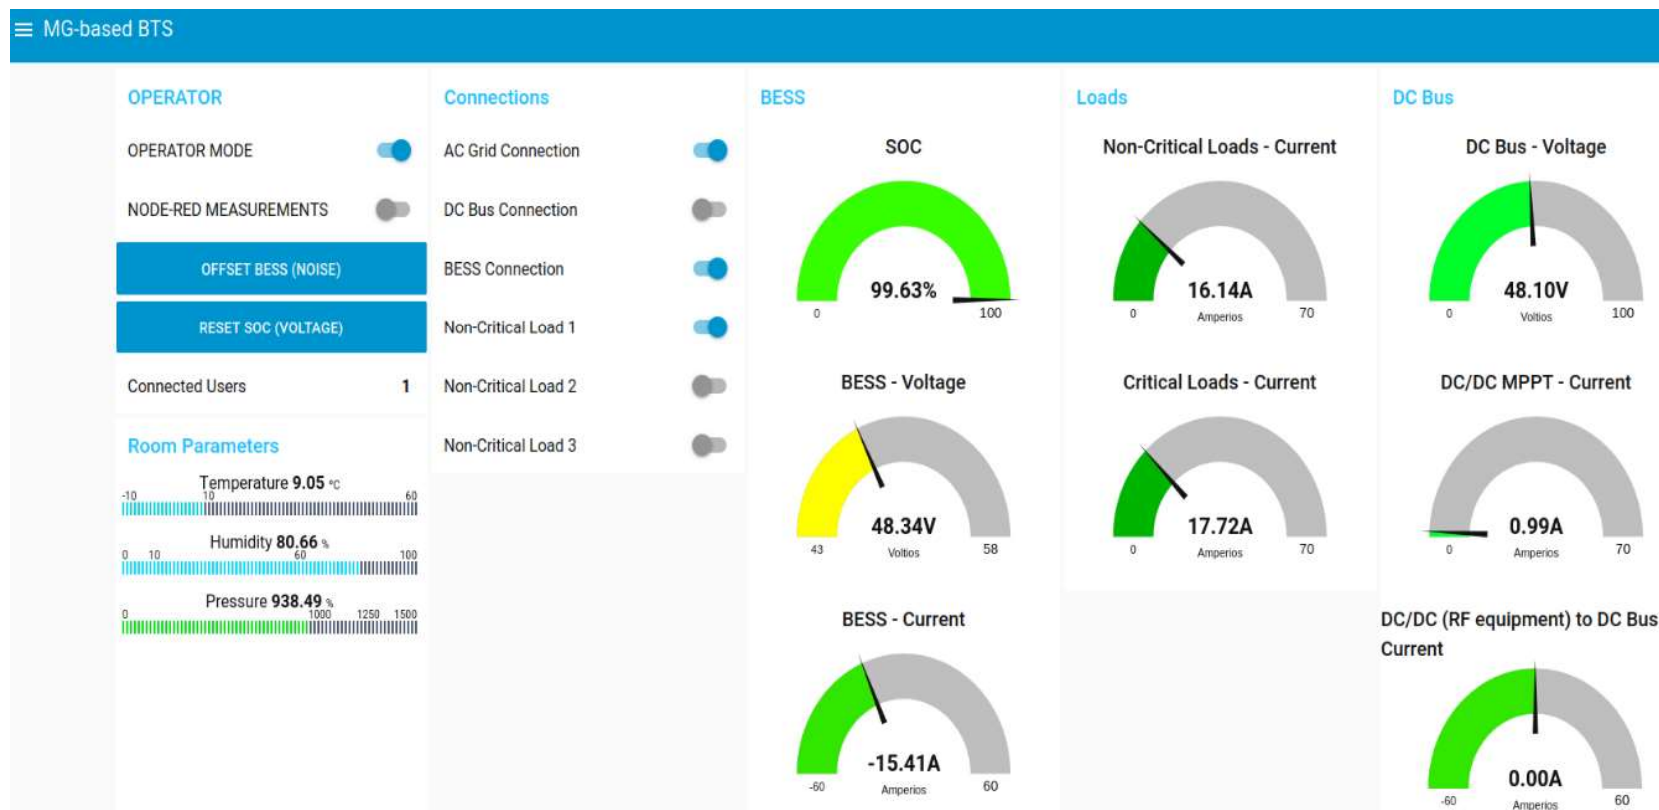 MG-based BTS
OPERATOR
OPERATOR MODE
NODE-RED MEASUREMENTS
OFFSET BESS (NOISE)
RESET SOC (VOLTAGE)
Connected Users 1
Room Parameters
Temperature 9.05 °C
-10 10 60
Humidity 80.66 %
0 10 60 100
Pressure 938.49 %
0 1000 1250 1500
Connections
AC Grid Connection
DC Bus Connection
BESS Connection
Non-Critical Load 1
Non-Critical Load 2
Non-Critical Load 3
BESS
SOC
99.63%
0 100
BESS - Voltage
48.34V
43 Voltios 58
BESS - Current
-15.41A
-60 Amperios 60
Loads
Non-Critical Loads - Current
16.14A
0 Amperios 70
Critical Loads - Current
17.72A
0 Amperios 70
DC Bus
DC Bus - Voltage
48.10V
0 Voltios 100
DC/DC MPPT - Current
0.99A
0 Amperios 70
DC/DC (RF equipment) to DC Bus
Current
0.00A
-60 Amperios 60